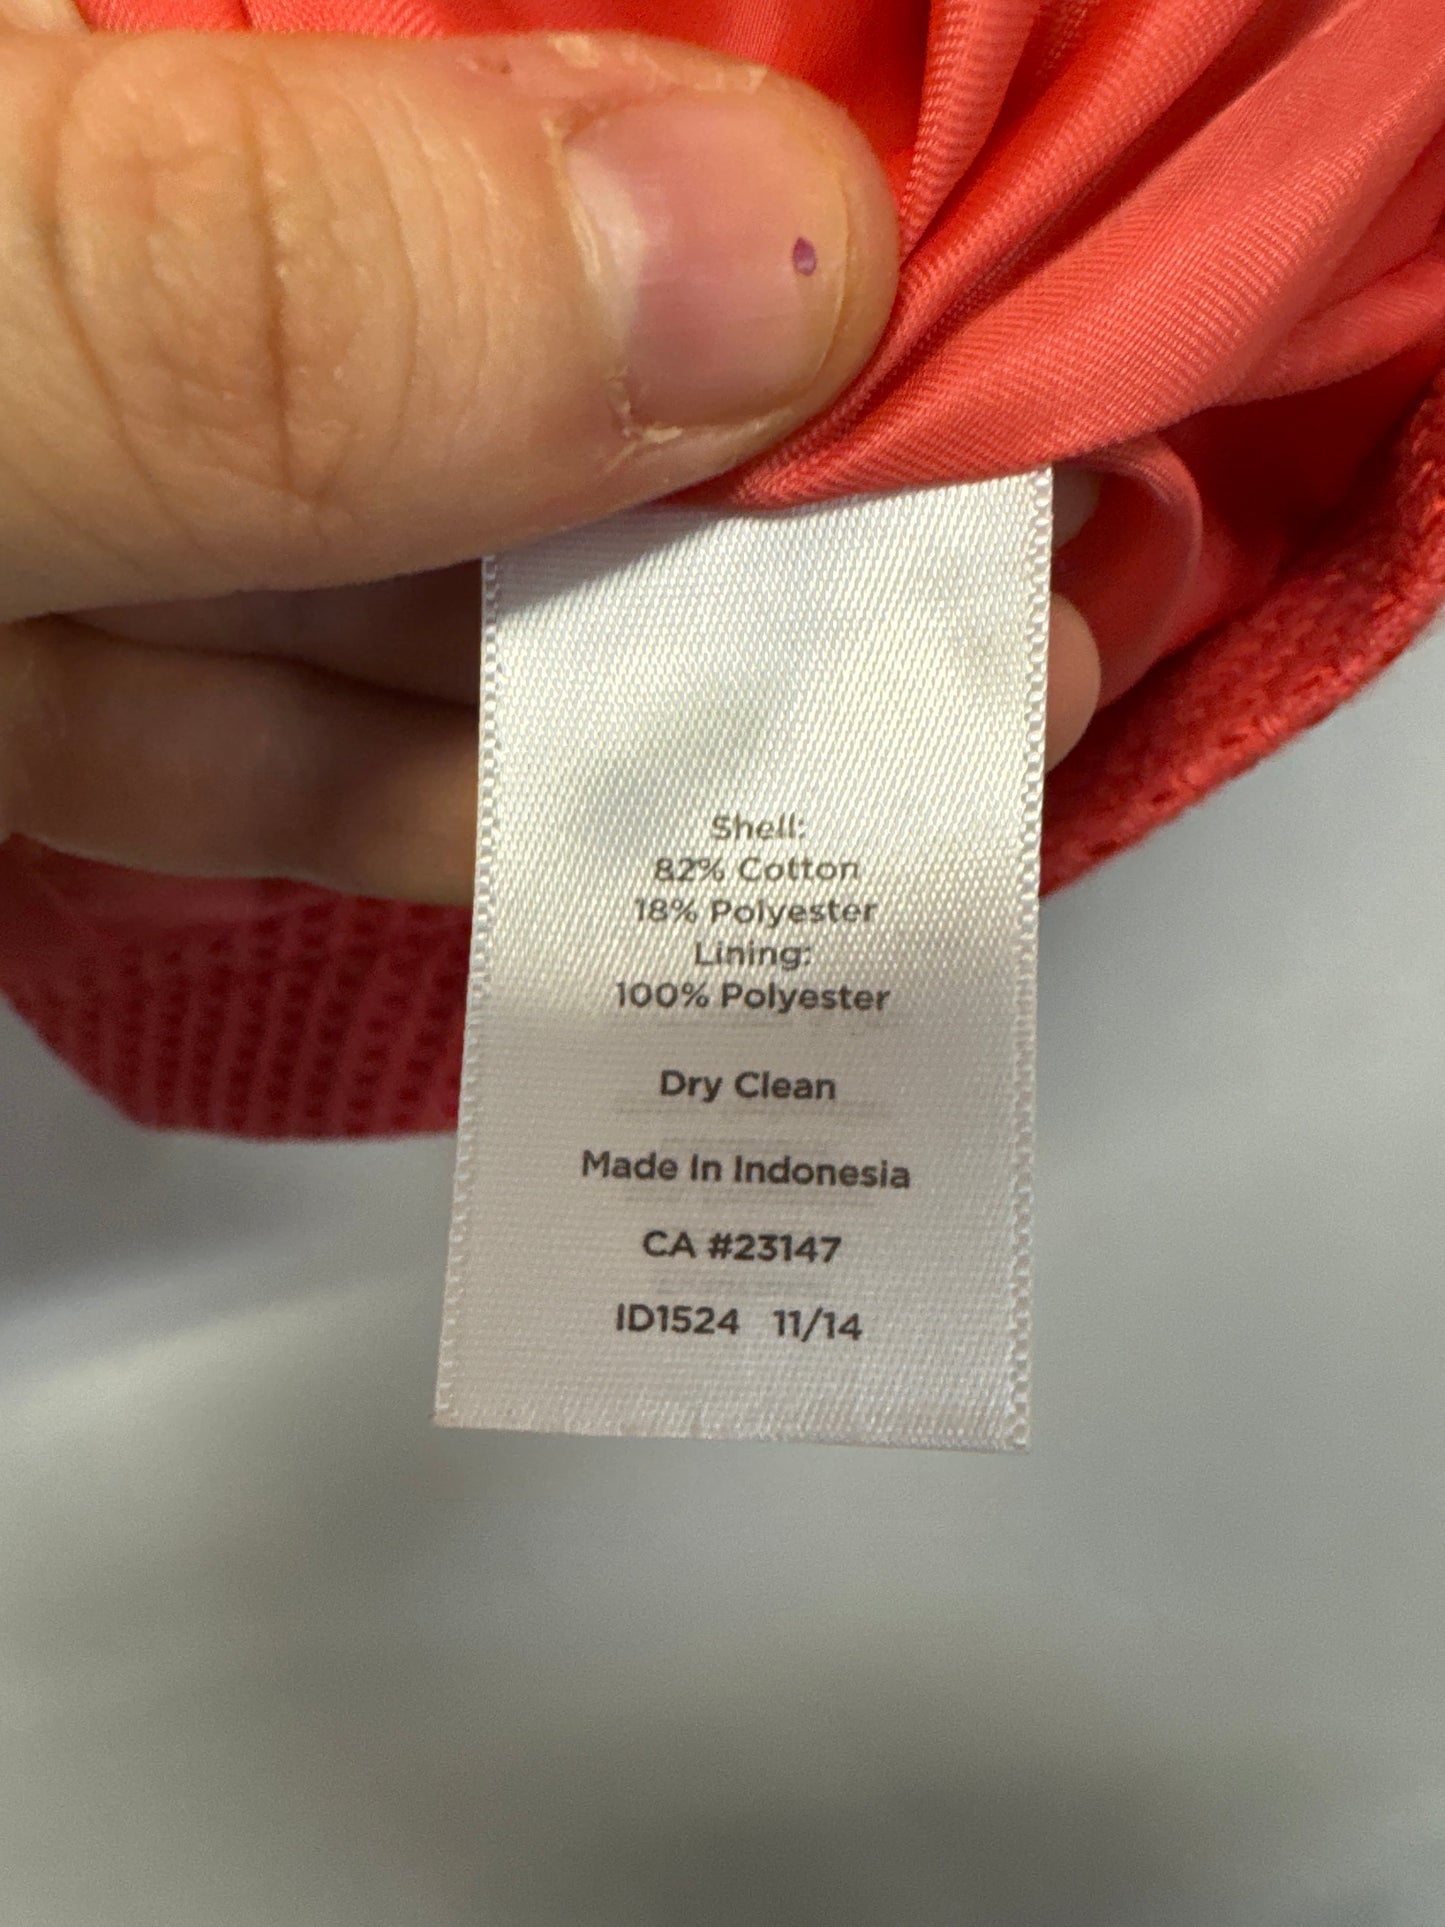 Shell:
82% Cotton
18% Polyester
Lining:
100% Polyester
Dry Clean
Made In Indonesia
CA #23147
ID1524 11/14